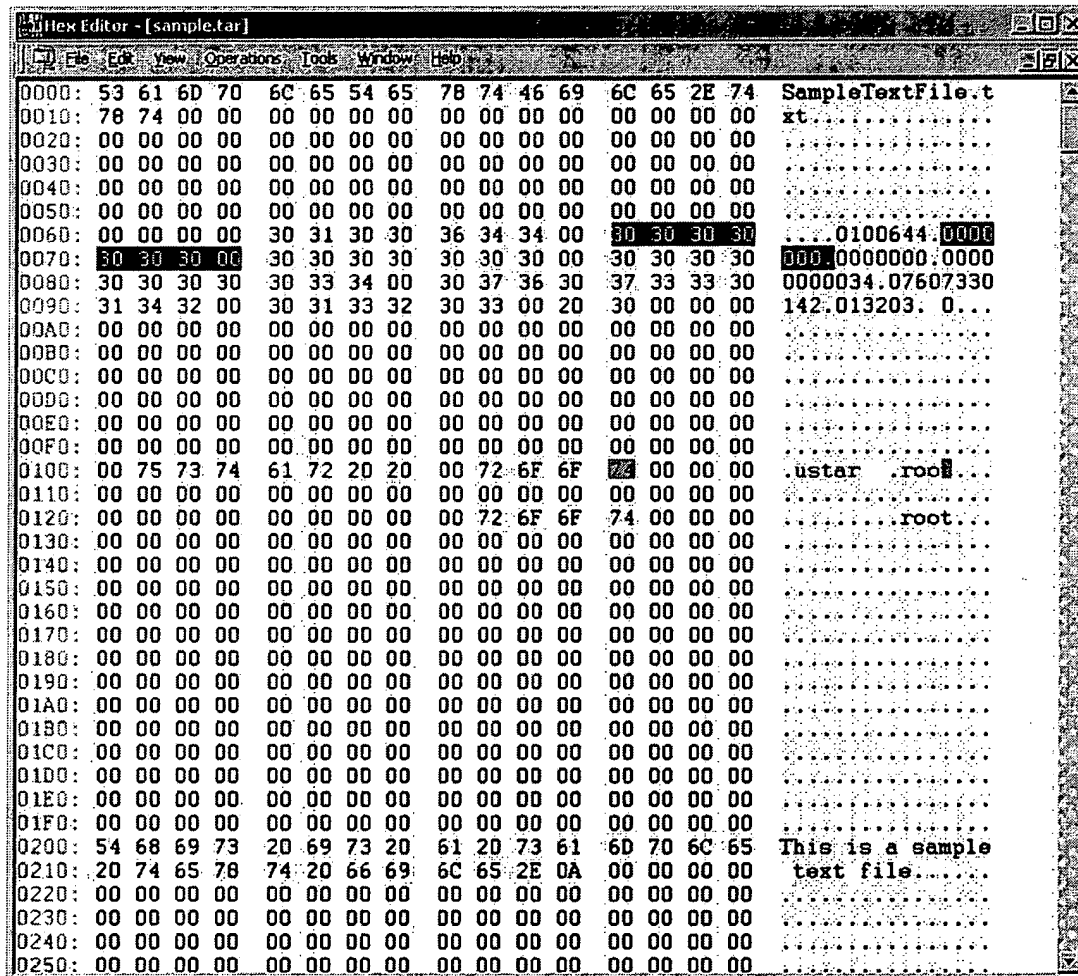 Hex Editor - [sample.tar]
File Edit View Operations Tools Window Help
0000: 53 61 6D 70 6C 65 54 65 78 74 46 69 6C 65 2E 74 SampleTextFile.t
0010: 78 74 00 00 00 00 00 00 00 00 00 00 00 00 00 00 xt..............
0020: 00 00 00 00 00 00 00 00 00 00 00 00 00 00 00 00 ................
0030: 00 00 00 00 00 00 00 00 00 00 00 00 00 00 00 00 ................
0040: 00 00 00 00 00 00 00 00 00 00 00 00 00 00 00 00 ................
0050: 00 00 00 00 00 00 00 00 00 00 00 00 00 00 00 00 ................
0060: 00 00 00 00 30 31 30 30 36 34 34 00 30 30 30 30 ....0100644.0000
0070: 30 30 30 00 30 30 30 30 30 30 30 00 30 30 30 30 000.0000000.0000
0080: 30 30 30 30 30 33 34 00 30 37 36 30 37 33 33 30 0000034.07607330
0090: 31 34 32 00 30 31 33 32 30 33 00 20 30 00 00 00 142.013203. 0...
00A0: 00 00 00 00 00 00 00 00 00 00 00 00 00 00 00 00 ................
00B0: 00 00 00 00 00 00 00 00 00 00 00 00 00 00 00 00 ................
00C0: 00 00 00 00 00 00 00 00 00 00 00 00 00 00 00 00 ................
00D0: 00 00 00 00 00 00 00 00 00 00 00 00 00 00 00 00 ................
00E0: 00 00 00 00 00 00 00 00 00 00 00 00 00 00 00 00 ................
00F0: 00 00 00 00 00 00 00 00 00 00 00 00 00 00 00 00 ................
0100: 00 75 73 74 61 72 20 20 00 72 6F 6F 74 00 00 00 .ustar  .root...
0110: 00 00 00 00 00 00 00 00 00 00 00 00 00 00 00 00 ................
0120: 00 00 00 00 00 00 00 00 00 72 6F 6F 74 00 00 00 .........root...
0130: 00 00 00 00 00 00 00 00 00 00 00 00 00 00 00 00 ................
0140: 00 00 00 00 00 00 00 00 00 00 00 00 00 00 00 00 ................
0150: 00 00 00 00 00 00 00 00 00 00 00 00 00 00 00 00 ................
0160: 00 00 00 00 00 00 00 00 00 00 00 00 00 00 00 00 ................
0170: 00 00 00 00 00 00 00 00 00 00 00 00 00 00 00 00 ................
0180: 00 00 00 00 00 00 00 00 00 00 00 00 00 00 00 00 ................
0190: 00 00 00 00 00 00 00 00 00 00 00 00 00 00 00 00 ................
01A0: 00 00 00 00 00 00 00 00 00 00 00 00 00 00 00 00 ................
01B0: 00 00 00 00 00 00 00 00 00 00 00 00 00 00 00 00 ................
01C0: 00 00 00 00 00 00 00 00 00 00 00 00 00 00 00 00 ................
01D0: 00 00 00 00 00 00 00 00 00 00 00 00 00 00 00 00 ................
01E0: 00 00 00 00 00 00 00 00 00 00 00 00 00 00 00 00 ................
01F0: 00 00 00 00 00 00 00 00 00 00 00 00 00 00 00 00 ................
0200: 54 68 69 73 20 69 73 20 61 20 73 61 6D 70 6C 65 This is a sample
0210: 20 74 65 78 74 20 66 69 6C 65 2E 0A 00 00 00 00  text file......
0220: 00 00 00 00 00 00 00 00 00 00 00 00 00 00 00 00 ................
0230: 00 00 00 00 00 00 00 00 00 00 00 00 00 00 00 00 ................
0240: 00 00 00 00 00 00 00 00 00 00 00 00 00 00 00 00 ................
0250: 00 00 00 00 00 00 00 00 00 00 00 00 00 00 00 00 ................